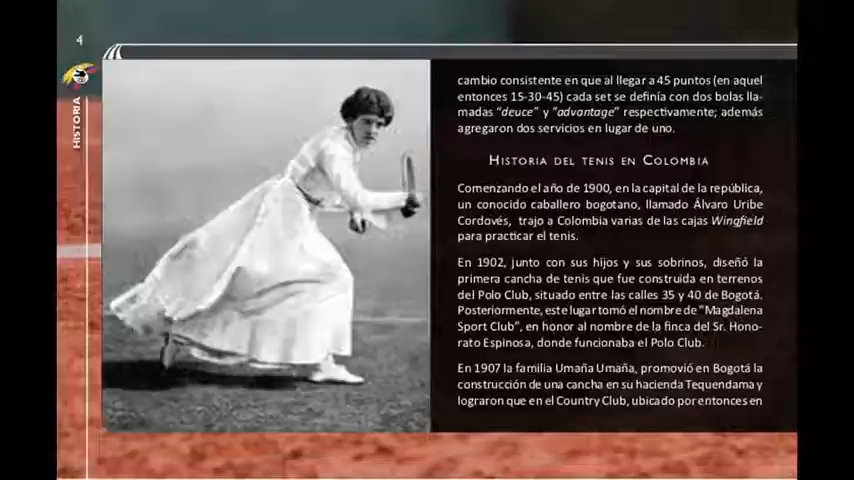 4
HISTORIA
cambio consistente en que al llegar a 45 puntos (en aquel
entonces 15-30-45) cada set se definía con dos bolas lla-
madas “deuce” y “advantage” respectivamente; además
agregaron dos servicios en lugar de uno.
Historia del tenis en Colombia
Comenzando el año de 1900, en la capital de la república,
un conocido caballero bogotano, llamado Álvaro Uribe
Cordovés, trajo a Colombia varias de las cajas Wingfield
para practicar el tenis.
En 1902, junto con sus hijos y sus sobrinos, diseñó la
primera cancha de tenis que fue construida en terrenos
del Polo Club, situado entre las calles 35 y 40 de Bogotá.
Posteriormente, este lugar tomó el nombre de “Magdalena
Sport Club”, en honor al nombre de la finca del Sr. Hono-
rato Espinosa, donde funcionaba el Polo Club.
En 1907 la familia Umaña Umaña, promovió en Bogotá la
construcción de una cancha en su hacienda Tequendama y
lograron que en el Country Club, ubicado por entonces en